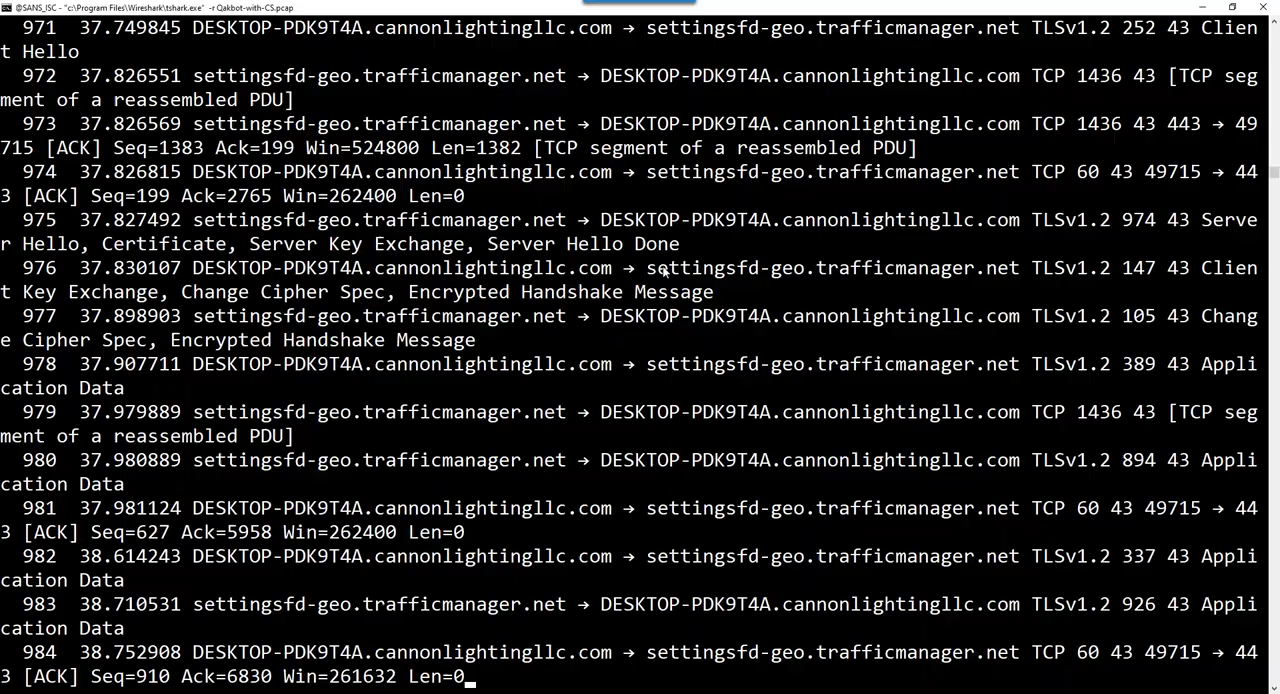 @SANS_ISC - "c:\Program Files\Wireshark\tshark.exe" -r Qakbot-with-CS.pcap
971 37.749845 DESKTOP-PDK9T4A.cannonlightingllc.com → settingsfd-geo.trafficmanager.net TLSv1.2 252 43 Clien
t Hello
972 37.826551 settingsfd-geo.trafficmanager.net → DESKTOP-PDK9T4A.cannonlightingllc.com TCP 1436 43 [TCP seg
ment of a reassembled PDU]
973 37.826569 settingsfd-geo.trafficmanager.net → DESKTOP-PDK9T4A.cannonlightingllc.com TCP 1436 43 443 → 49
715 [ACK] Seq=1383 Ack=199 Win=524800 Len=1382 [TCP segment of a reassembled PDU]
974 37.826815 DESKTOP-PDK9T4A.cannonlightingllc.com → settingsfd-geo.trafficmanager.net TCP 60 43 49715 → 44
3 [ACK] Seq=199 Ack=2765 Win=262400 Len=0
975 37.827492 settingsfd-geo.trafficmanager.net → DESKTOP-PDK9T4A.cannonlightingllc.com TLSv1.2 974 43 Serve
r Hello, Certificate, Server Key Exchange, Server Hello Done
976 37.830107 DESKTOP-PDK9T4A.cannonlightingllc.com → settingsfd-geo.trafficmanager.net TLSv1.2 147 43 Clien
t Key Exchange, Change Cipher Spec, Encrypted Handshake Message
977 37.898903 settingsfd-geo.trafficmanager.net → DESKTOP-PDK9T4A.cannonlightingllc.com TLSv1.2 105 43 Chang
e Cipher Spec, Encrypted Handshake Message
978 37.907711 DESKTOP-PDK9T4A.cannonlightingllc.com → settingsfd-geo.trafficmanager.net TLSv1.2 389 43 Appli
cation Data
979 37.979889 settingsfd-geo.trafficmanager.net → DESKTOP-PDK9T4A.cannonlightingllc.com TCP 1436 43 [TCP seg
ment of a reassembled PDU]
980 37.980889 settingsfd-geo.trafficmanager.net → DESKTOP-PDK9T4A.cannonlightingllc.com TLSv1.2 894 43 Appli
cation Data
981 37.981124 DESKTOP-PDK9T4A.cannonlightingllc.com → settingsfd-geo.trafficmanager.net TCP 60 43 49715 → 44
3 [ACK] Seq=627 Ack=5958 Win=262400 Len=0
982 38.614243 DESKTOP-PDK9T4A.cannonlightingllc.com → settingsfd-geo.trafficmanager.net TLSv1.2 337 43 Appli
cation Data
983 38.710531 settingsfd-geo.trafficmanager.net → DESKTOP-PDK9T4A.cannonlightingllc.com TLSv1.2 926 43 Appli
cation Data
984 38.752908 DESKTOP-PDK9T4A.cannonlightingllc.com → settingsfd-geo.trafficmanager.net TCP 60 43 49715 → 44
3 [ACK] Seq=910 Ack=6830 Win=261632 Len=0